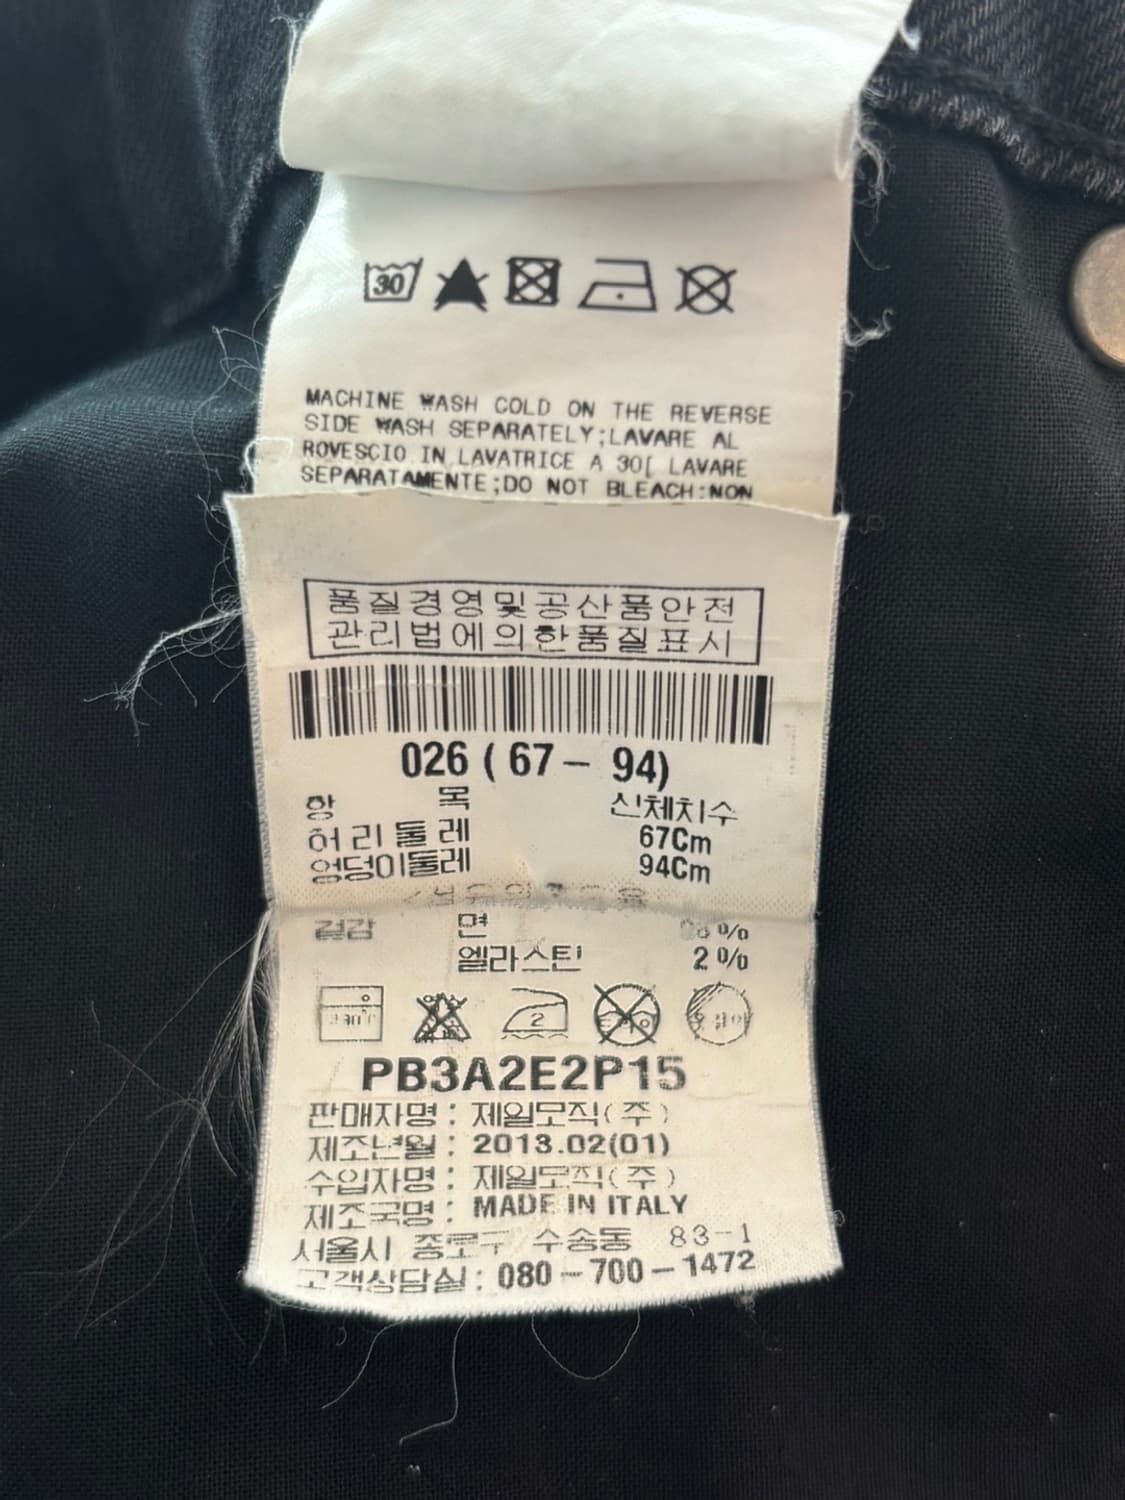 30
MACHINE WASH COLD ON THE REVERSE
SIDE WASH SEPARATELY;LAVARE AL
ROVESCIO IN LAVATRICE A 30[ LAVARE
SEPARATAMENTE;DO NOT BLEACH:NON
품질경영및공산품안전
관리법에의한품질표시
026 ( 67 - 94)
항 목 신체치수
허리둘레 67Cm
엉덩이둘레 94Cm
겉감 면 98%
엘라스틴 2%
2
PB3A2E2P15
판매자명 : 제일모직(주)
제조년월 : 2013.02(01)
수입자명 : 제일모직(주)
제조국명 : MADE IN ITALY
서울시 종로구 수송동 83-1
고객상담실 : 080-700-1472